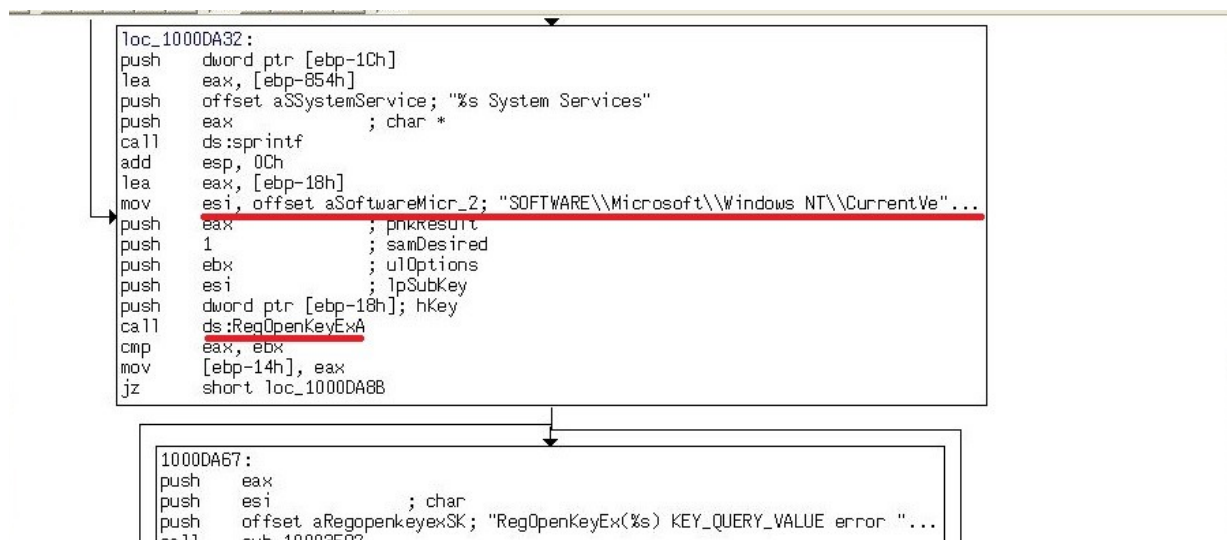 loc_1000DA32:
push dword ptr [ebp-1Ch]
lea eax, [ebp-854h]
push offset aSSystemService; "%s System Services"
push eax ; char *
call ds:sprintf
add esp, 0Ch
lea eax, [ebp-18h]
mov esi, offset aSoftwareMicr_2; "SOFTWARE\\Microsoft\\Windows NT\\CurrentVe"...
push eax ; phkResult
push 1 ; samDesired
push ebx ; ulOptions
push esi ; lpSubKey
push dword ptr [ebp-18h]; hKey
call ds:RegOpenKeyExA
cmp eax, ebx
mov [ebp-14h], eax
jz short loc_1000DA8B
1000DA67:
push eax
push esi ; char
push offset aRegopenkeyexSK; "RegOpenKeyEx(%s) KEY_QUERY_VALUE error "...
call